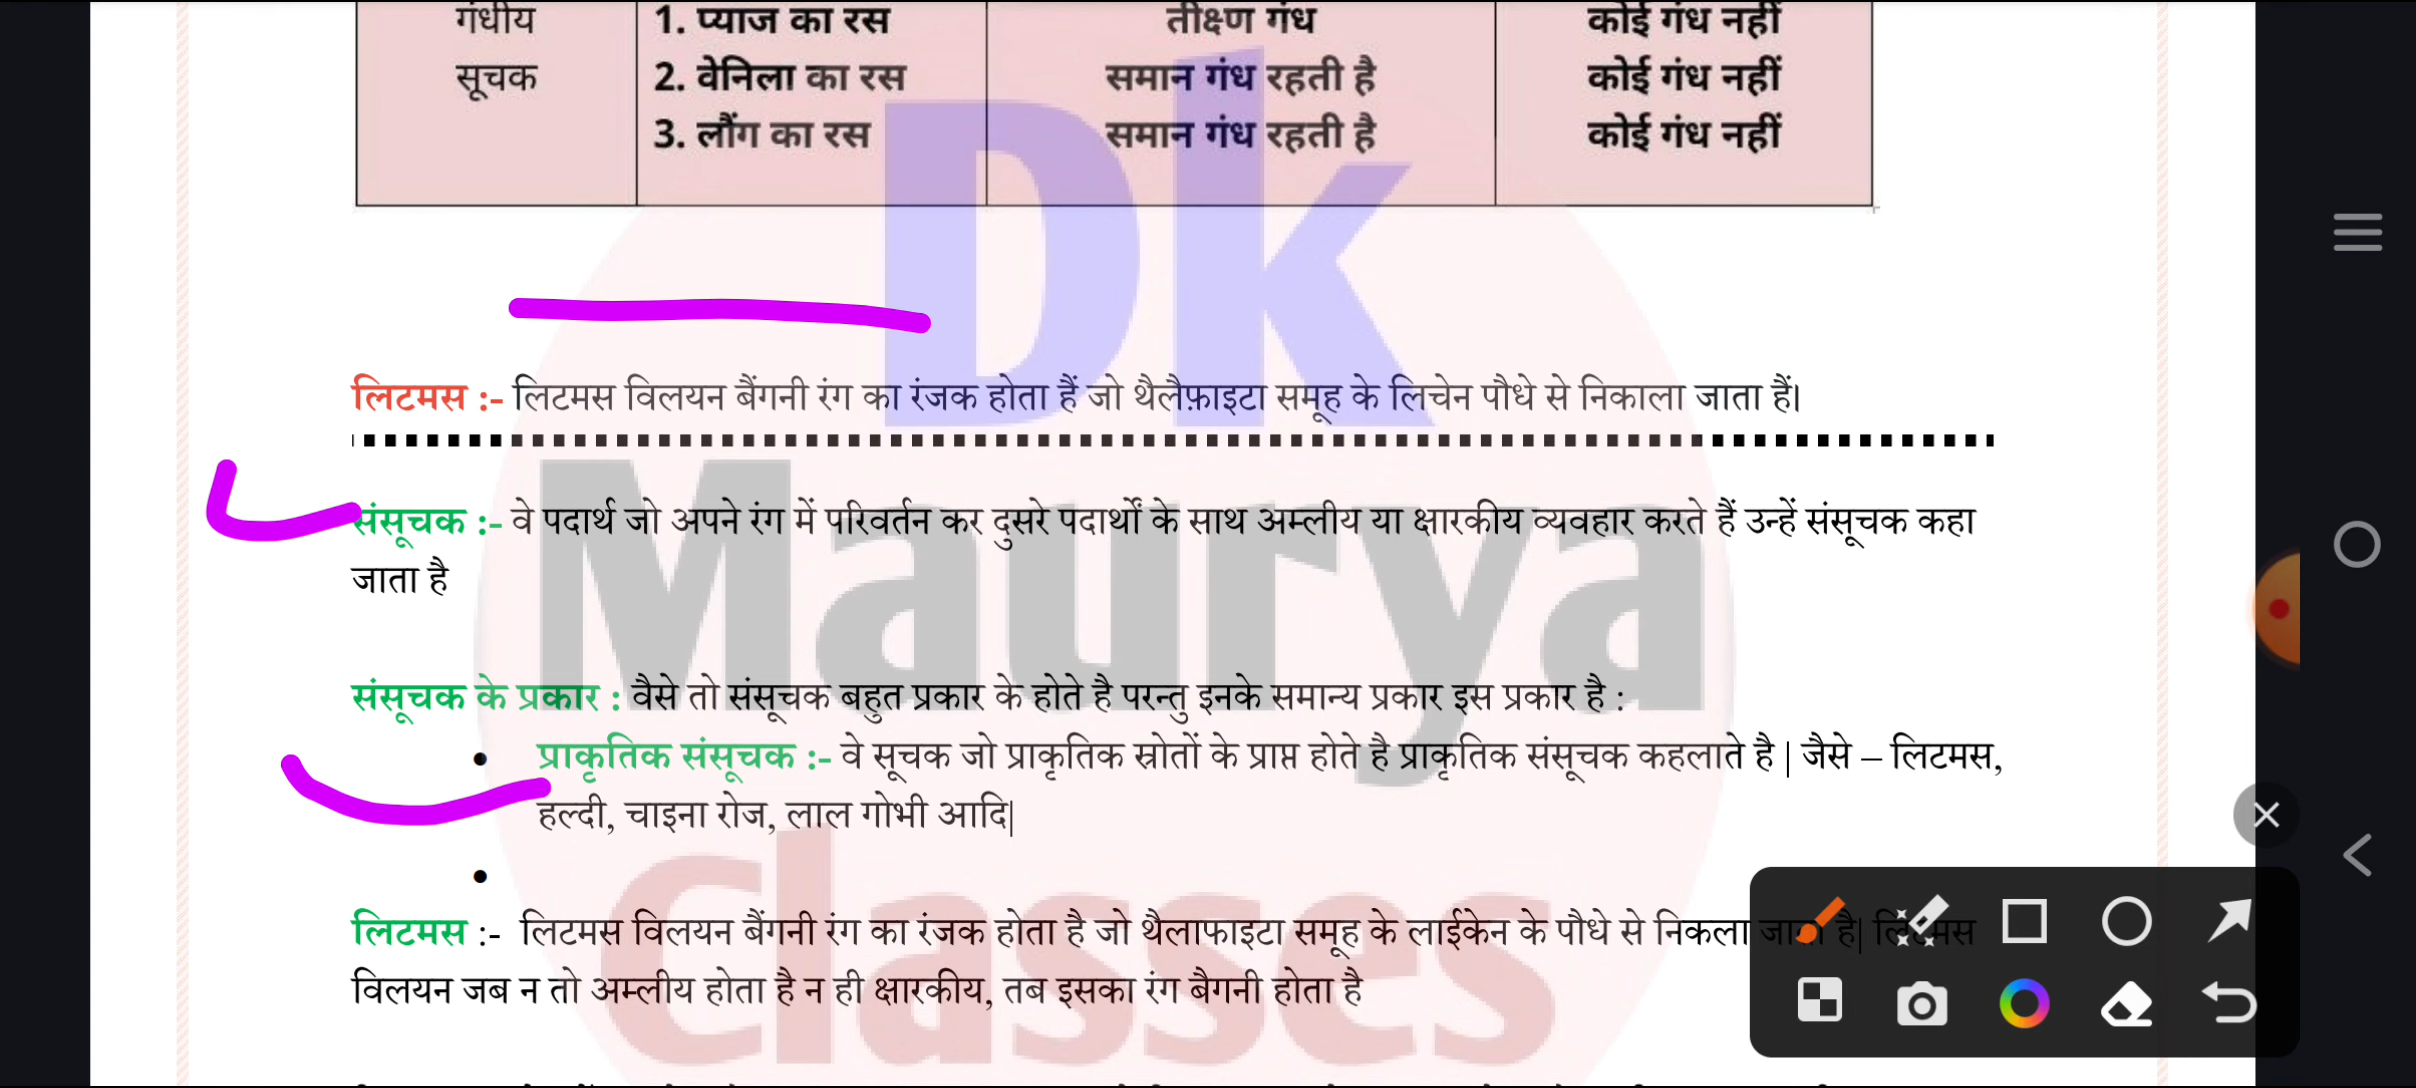 गंधीय 1. प्याज का रस तीक्ष्ण गंध कोई गंध नहीं
सूचक 2. वेनिला का रस समान गंध रहती है कोई गंध नहीं
3. लौंग का रस समान गंध रहती है कोई गंध नहीं
लिटमस :- लिटमस विलयन बैंगनी रंग का रंजक होता हैं जो थैलैफ़ाइटा समूह के लिचेन पौधे से निकाला जाता हैं।
संसूचक :- वे पदार्थ जो अपने रंग में परिवर्तन कर दुसरे पदार्थों के साथ अम्लीय या क्षारकीय व्यवहार करते हैं उन्हें संसूचक कहा
जाता है
संसूचक के प्रकार : वैसे तो संसूचक बहुत प्रकार के होते है परन्तु इनके समान्य प्रकार इस प्रकार है :
• प्राकृतिक संसूचक :- वे सूचक जो प्राकृतिक स्रोतों के प्राप्त होते है प्राकृतिक संसूचक कहलाते है | जैसे – लिटमस,
हल्दी, चाइना रोज, लाल गोभी आदि|
•
लिटमस :- लिटमस विलयन बैंगनी रंग का रंजक होता है जो थैलाफाइटा समूह के लाईकेन के पौधे से निकला जाता है| लिटमस
विलयन जब न तो अम्लीय होता है न ही क्षारकीय, तब इसका रंग बैगनी होता है
Dk
Maurya
Classes